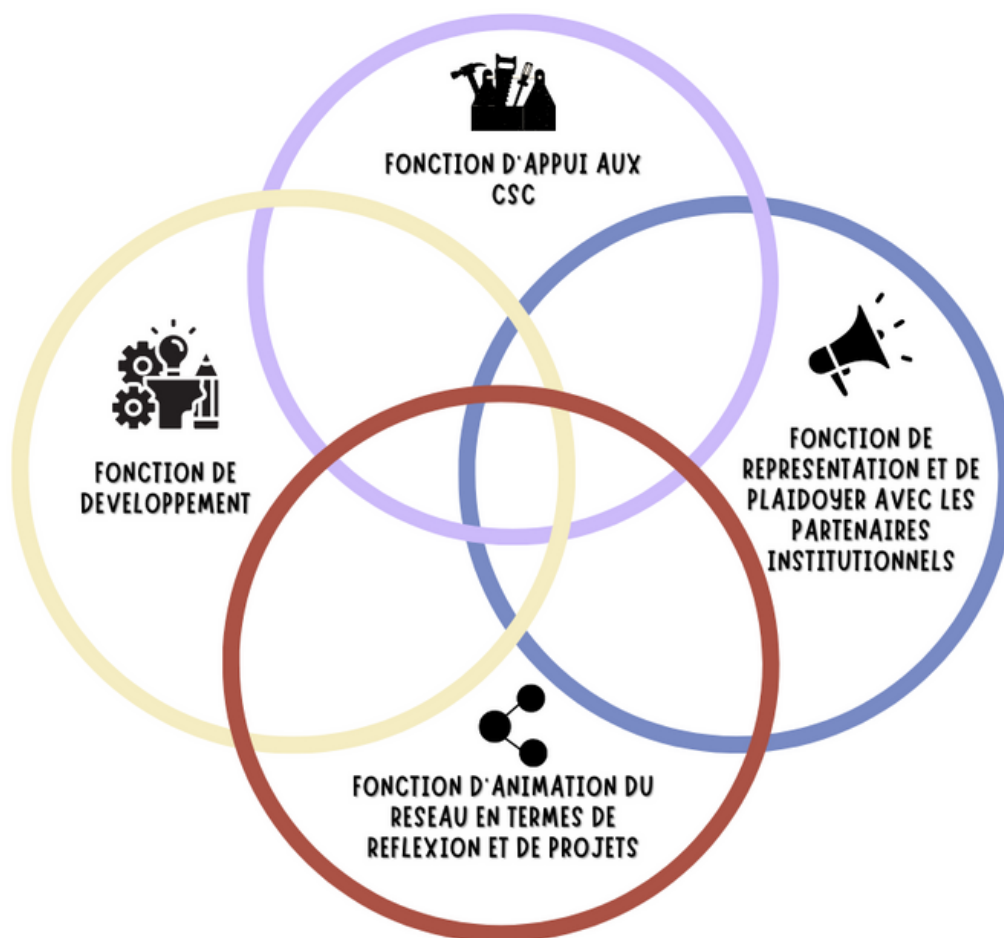 FONCTION D'APPUI AUX
CSC
FONCTION DE
DEVELOPPEMENT
FONCTION DE
REPRESENTATION ET DE
PLAIDOYER AVEC LES
PARTENAIRES
INSTITUTIONNELS
FONCTION D'ANIMATION DU
RESEAU EN TERMES DE
REFLEXION ET DE PROJETS